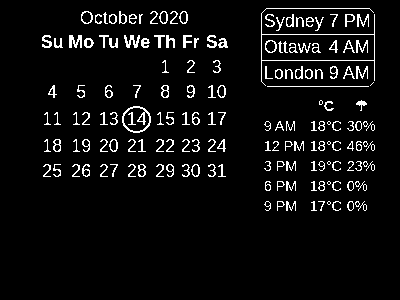 October 2020
Su Mo Tu We Th Fr Sa
1 2 3
4 5 6 7 8 9 10
11 12 13 14 15 16 17
18 19 20 21 22 23 24
25 26 27 28 29 30 31
Sydney 7 PM
Ottawa 4 AM
London 9 AM
°C ☂
9 AM 18°C 30%
12 PM 18°C 46%
3 PM 19°C 23%
6 PM 18°C 0%
9 PM 17°C 0%